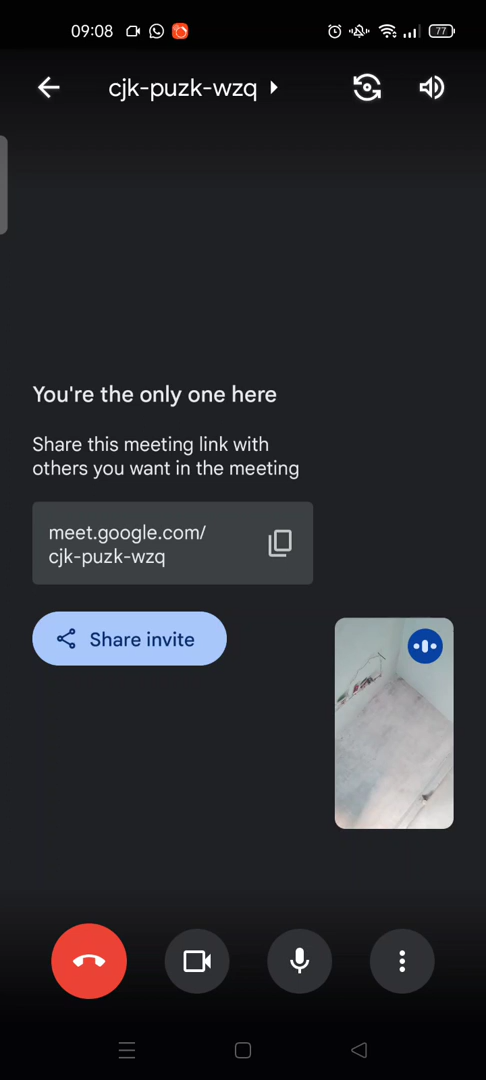 09:08
77
cjk-puzk-wzq
You're the only one here
Share this meeting link with
others you want in the meeting
meet.google.com/
cjk-puzk-wzq
Share invite